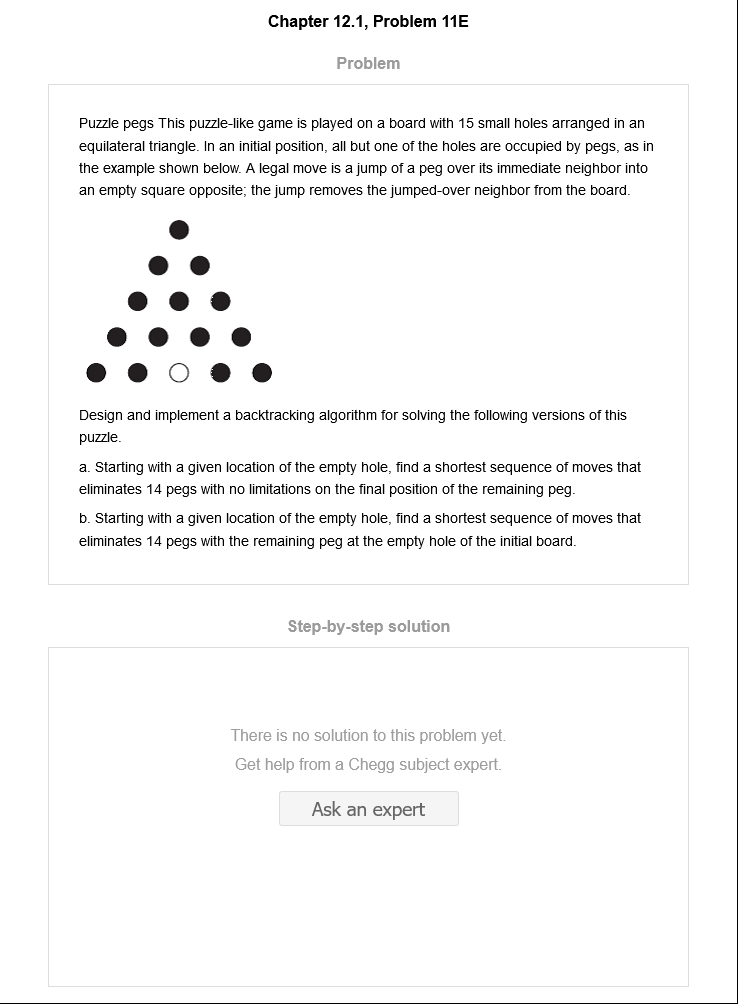 Chapter 12.1, Problem 11E
Problem
Puzzle pegs This puzzle-like game is played on a board with 15 small holes arranged in an
equilateral triangle. In an initial position, all but one of the holes are occupied by pegs, as in
the example shown below. A legal move is a jump of a peg over its immediate neighbor into
an empty square opposite; the jump removes the jumped-over neighbor from the board.
Design and implement a backtracking algorithm for solving the following versions of this
puzzle.
a. Starting with a given location of the empty hole, find a shortest sequence of moves that
eliminates 14 pegs with no limitations on the final position of the remaining peg.
b. Starting with a given location of the empty hole, find a shortest sequence of moves that
eliminates 14 pegs with the remaining peg at the empty hole of the initial board.
Step-by-step solution
There is no solution to this problem yet.
Get help from a Chegg subject expert.
Ask an expert